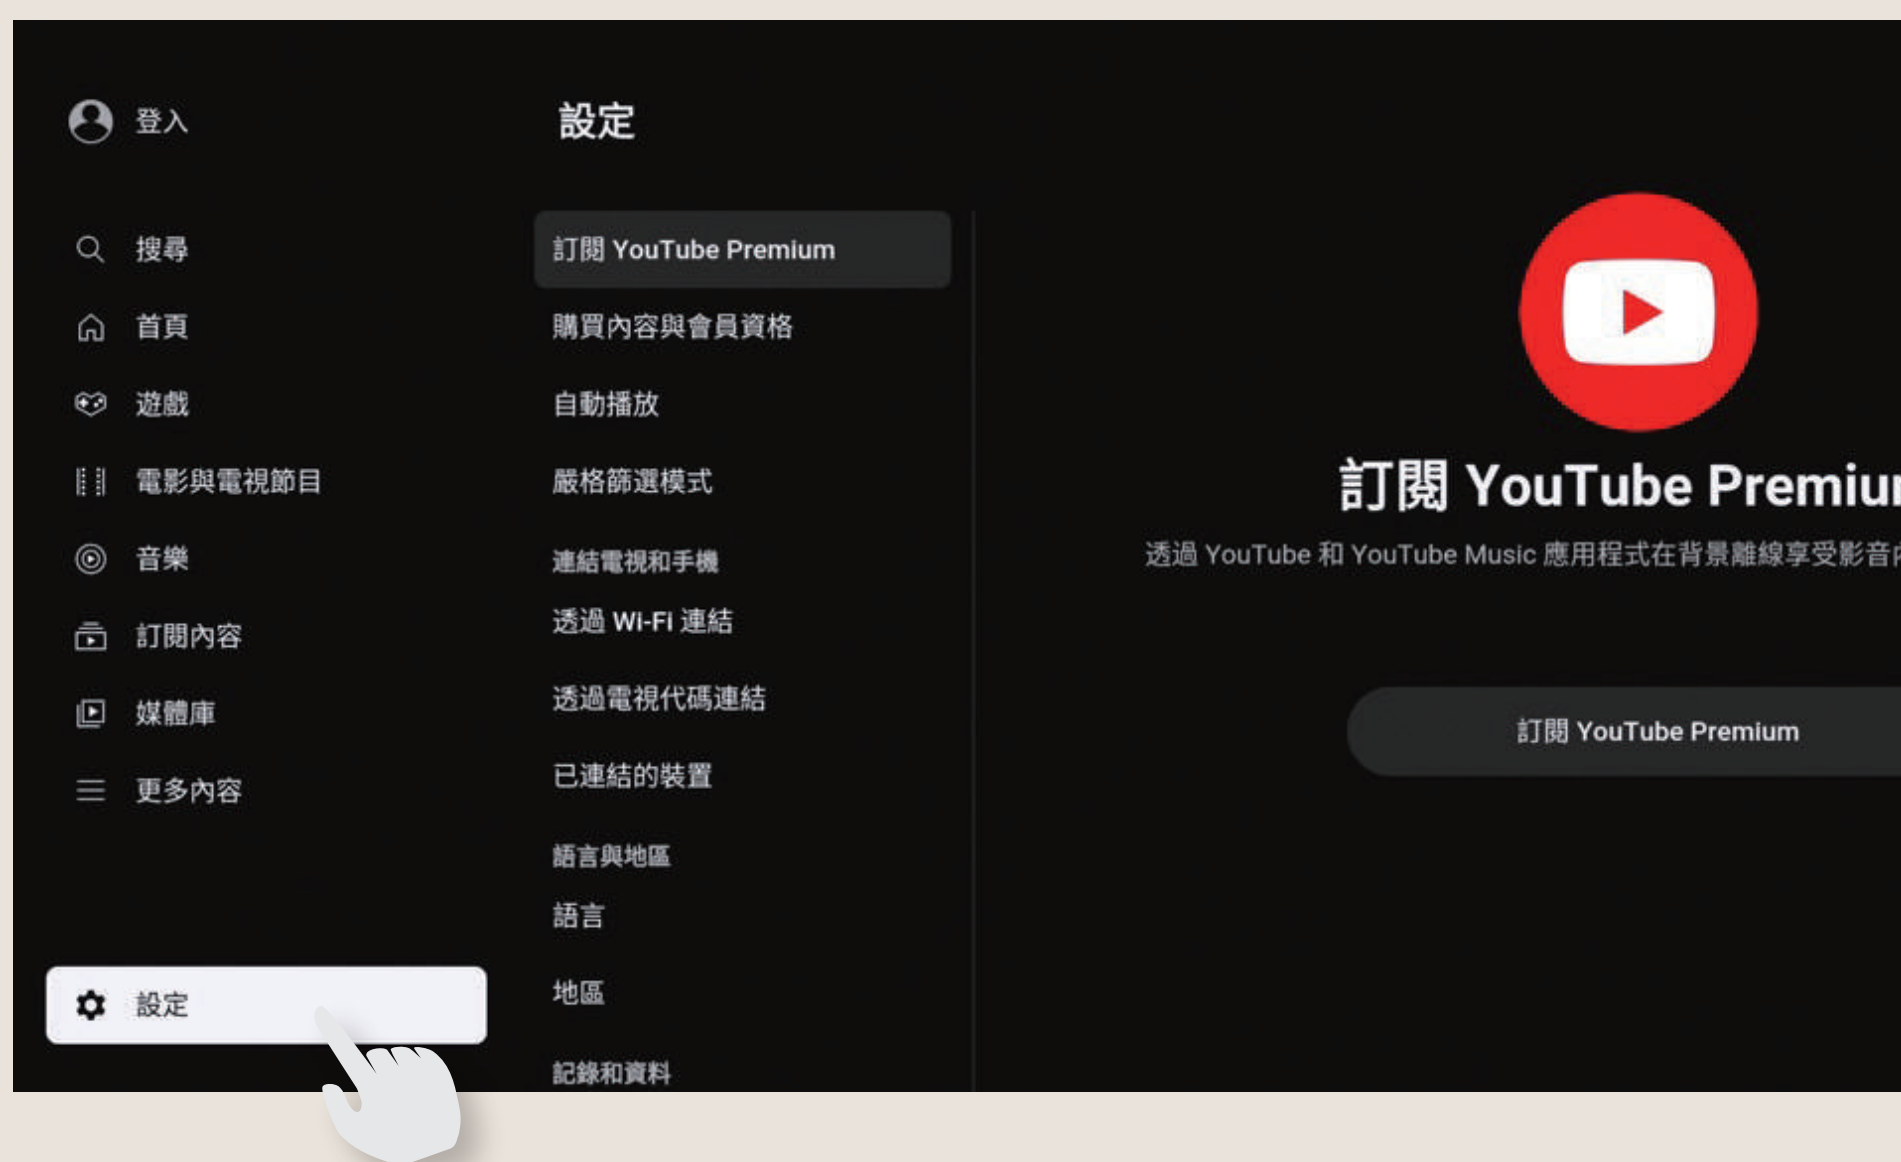 登入
搜尋
首頁
遊戲
電影與電視節目
音樂
訂閱內容
媒體庫
更多內容
設定
設定
訂閱 YouTube Premium
購買內容與會員資格
自動播放
嚴格篩選模式
連結電視和手機
透過 Wi-Fi 連結
透過電視代碼連結
已連結的裝置
語言與地區
語言
地區
記錄和資料
訂閱 YouTube Premiu
透過 YouTube 和 YouTube Music 應用程式在背景離線享受影音
訂閱 YouTube Premium